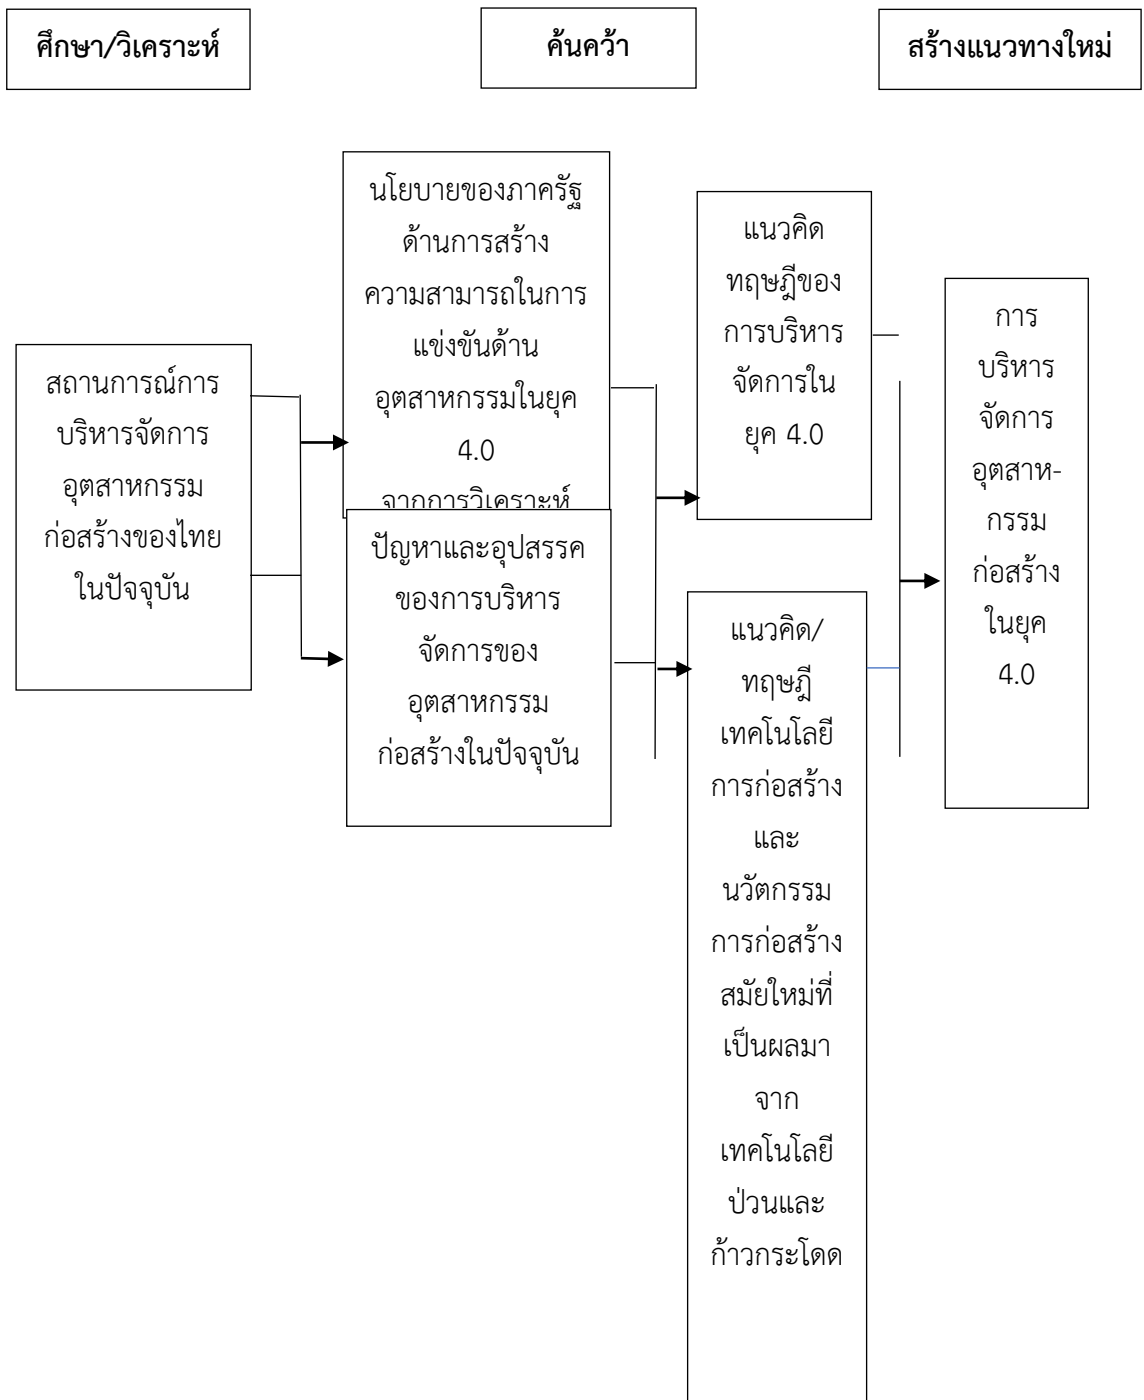 ศึกษา/วิเคราะห์
ค้นคว้า
สร้างแนวทางใหม่
สถานการณ์การ
บริหารจัดการ
อุตสาหกรรม
ก่อสร้างของไทย
ในปัจจุบัน
นโยบายของภาครัฐ
ด้านการสร้าง
ความสามารถในการ
แข่งขันด้าน
อุตสาหกรรมในยุค
4.0
จากการวิเคราะห์
ปัญหาและอุปสรรค
ของการบริหาร
จัดการของ
อุตสาหกรรม
ก่อสร้างในปัจจุบัน
แนวคิด
ทฤษฎีของ
การบริหาร
จัดการใน
ยุค 4.0
แนวคิด/
ทฤษฎี
เทคโนโลยี
การก่อสร้าง
และ
นวัตกรรม
การก่อสร้าง
สมัยใหม่ที่
เป็นผลมา
จาก
เทคโนโลยี
ป่วนและ
ก้าวกระโดด
การ
บริหาร
จัดการ
อุตสาห-
กรรม
ก่อสร้าง
ในยุค
4.0